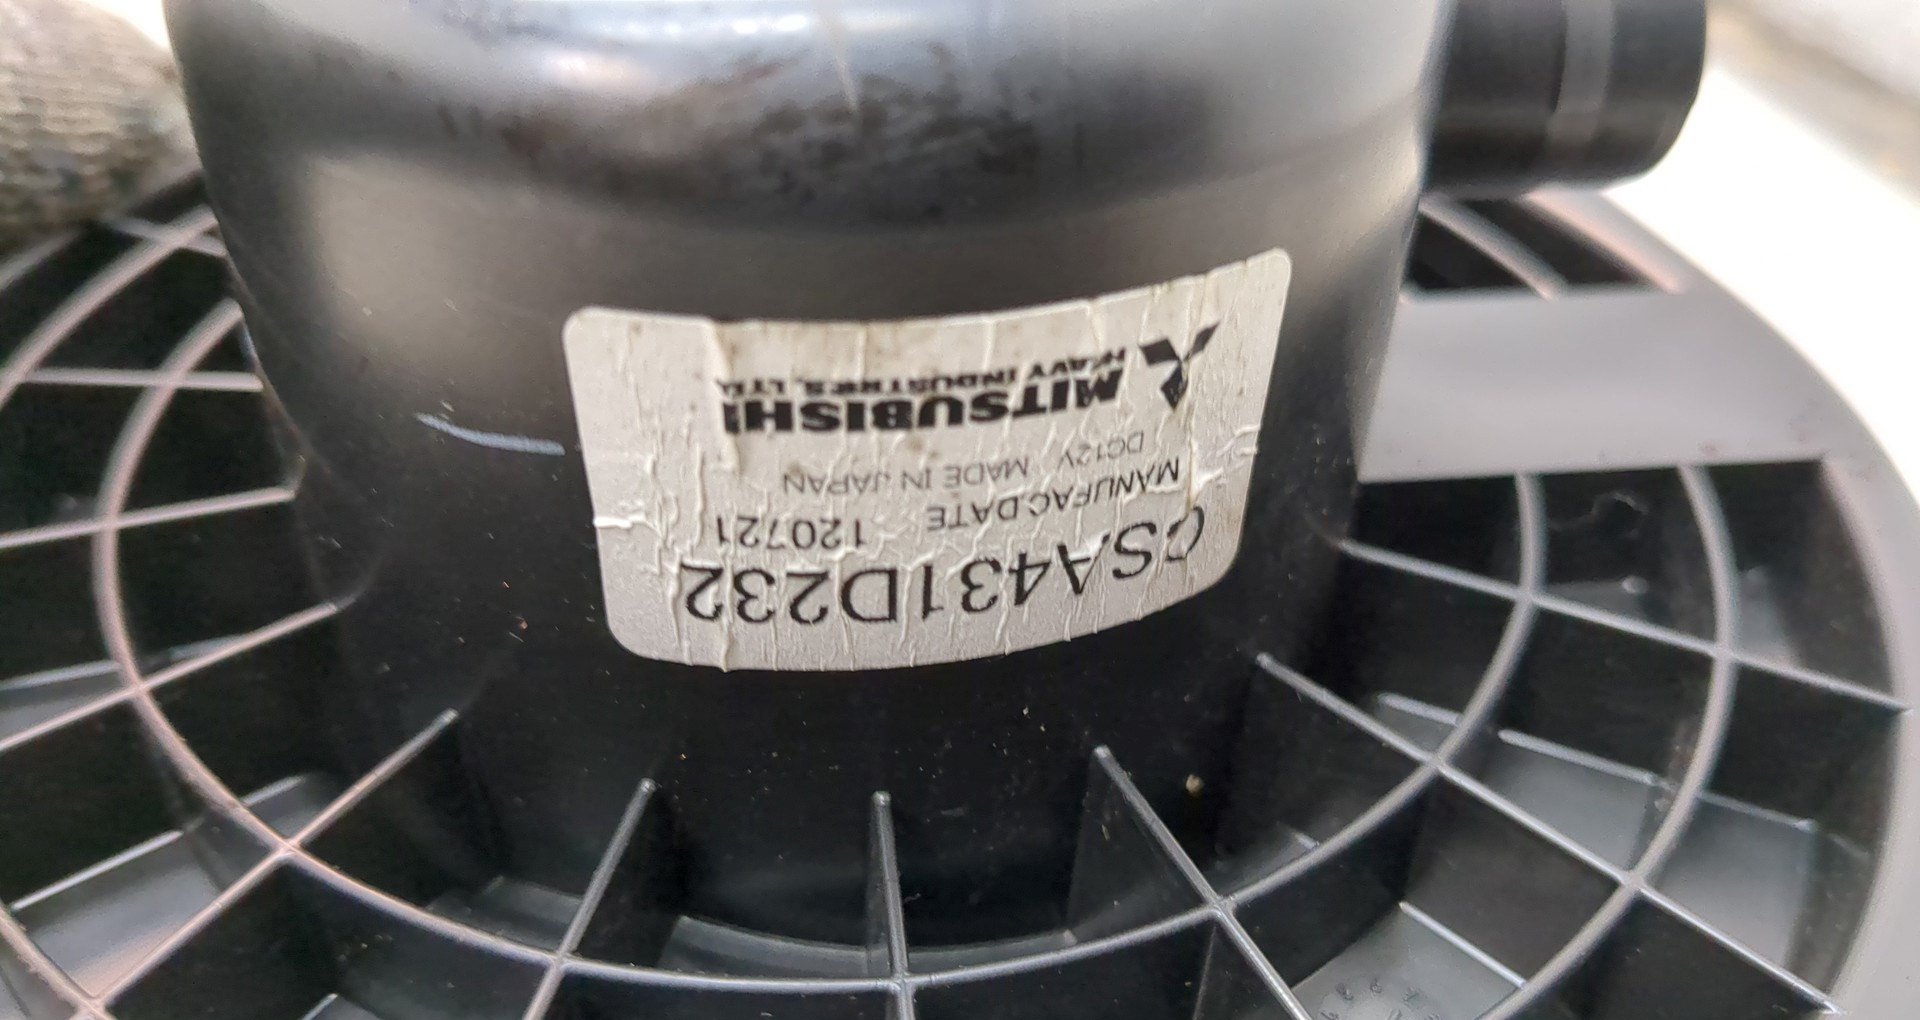 MITSUBISHI
HEAVY INDUSTRIES, LTD.
DC12V MADE IN JAPAN
MANUFAC.DATE 120721
CSA431D232